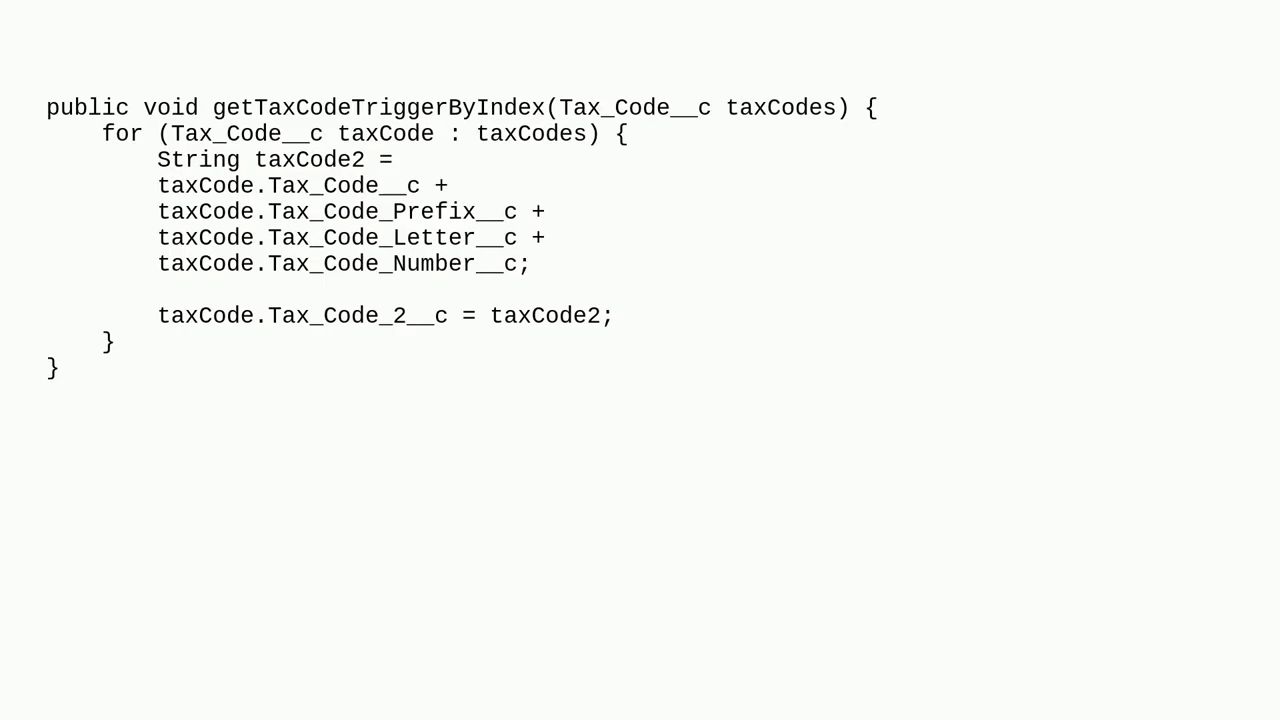 public void getTaxCodeTriggerByIndex(Tax_Code__c taxCodes) {
    for (Tax_Code__c taxCode : taxCodes) {
        String taxCode2 =
        taxCode.Tax_Code__c +
        taxCode.Tax_Code_Prefix__c +
        taxCode.Tax_Code_Letter__c +
        taxCode.Tax_Code_Number__c;

        taxCode.Tax_Code_2__c = taxCode2;
    }
}